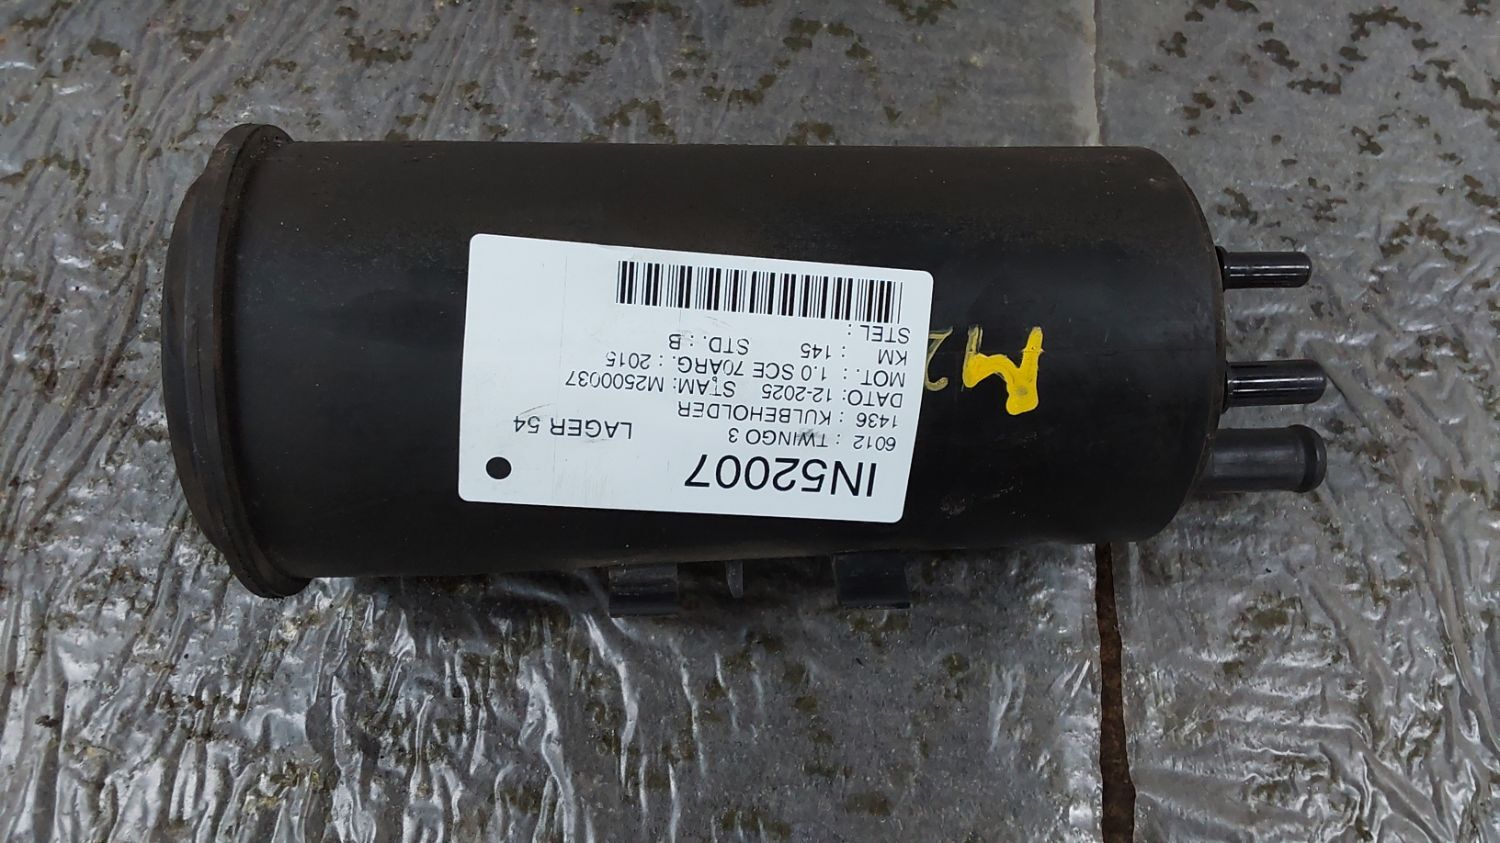 IN52007
6012 : TWINGO 3 LAGER 54
1436 : KULBEHOLDER
DATO: 12-2025 STAM: M2500037
MOT. : 1.0 SCE 70ARG. : 2015
KM : 145 STD. : B
STEL :